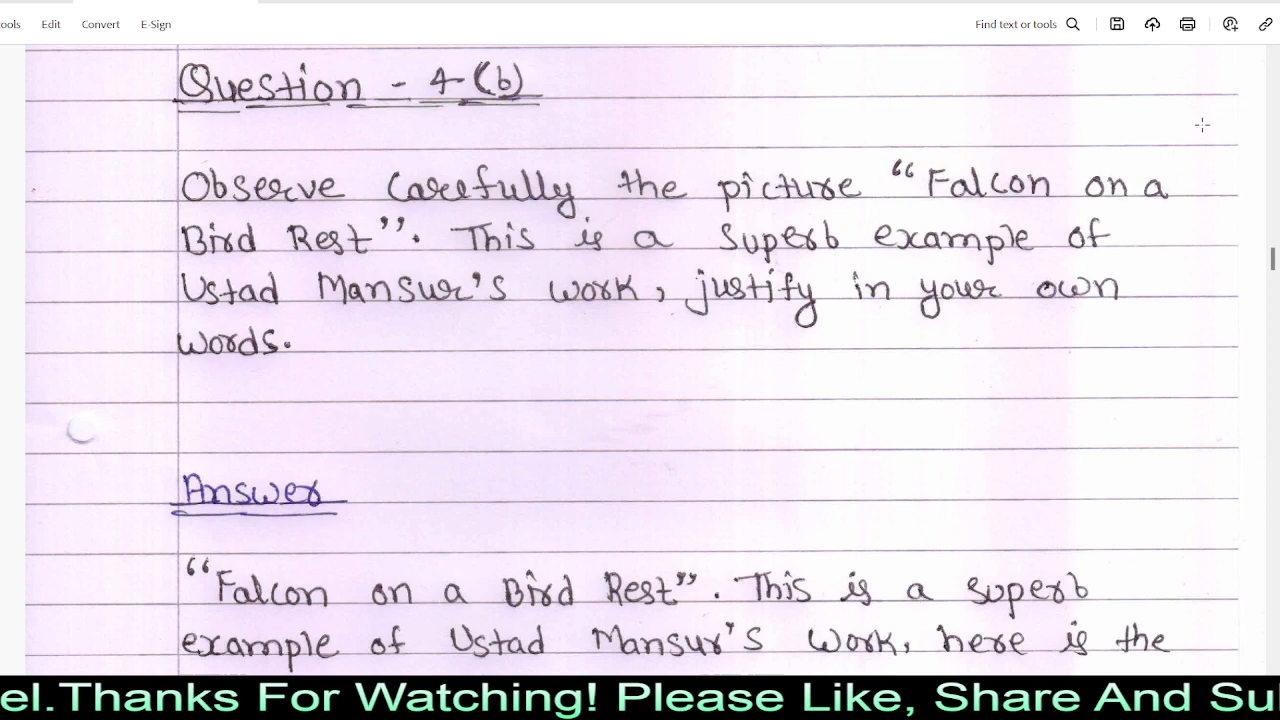 ools Edit Convert E-Sign Find text or tools
Question - 4 (b)
Observe Carefully the picture "Falcon on a
Bird Rest". This is a Superb example of
Ustad Mansur's work, justify in your own
words.
Answer
"Falcon on a Bird Rest". This is a superb
example of Ustad Mansur's work, here is the
el.Thanks For Watching! Please Like, Share And Su